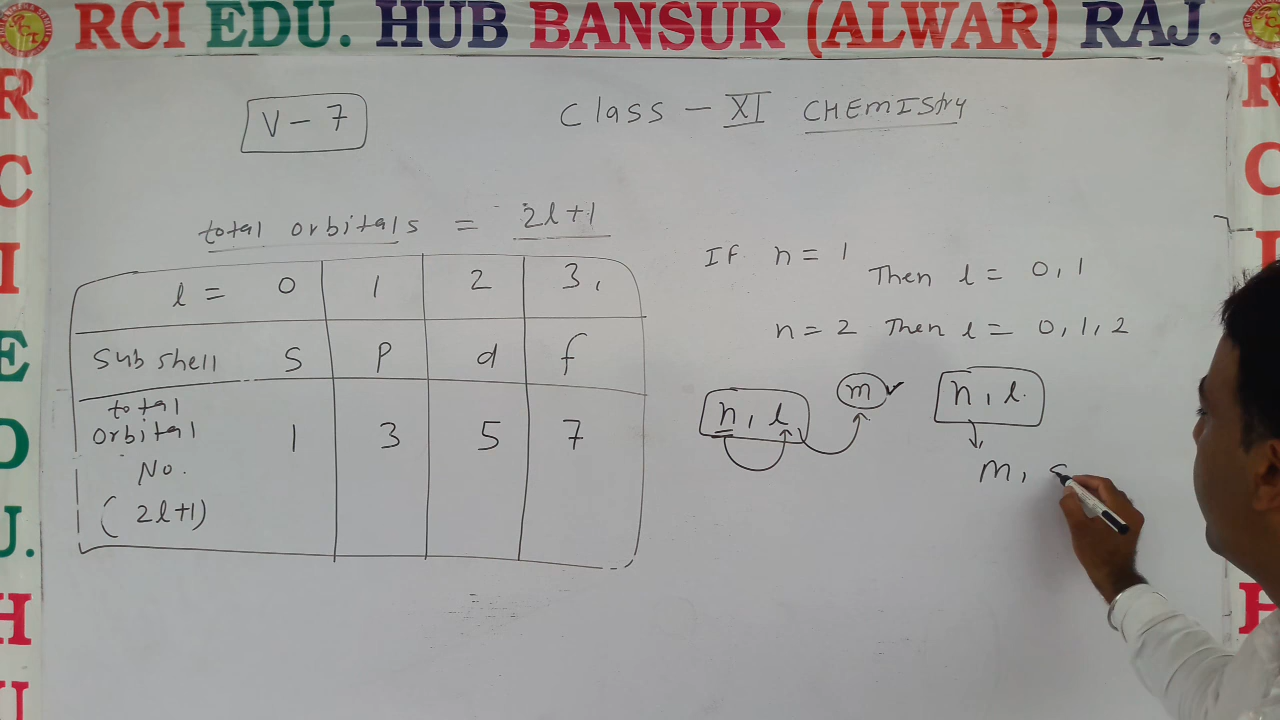 RCI EDU. HUB BANSUR (ALWAR) RAJ.
V - 7
Class - XI CHEMIStry
total orbitals = 2l+1
l = 0 1 2 3,
Sub shell S P d f
total orbital No. (2l+1) 1 3 5 7
If n = 1 Then l = 0, 1
n = 2 Then l = 0, 1, 2
n, l m n, l.
m, s
R
C
I
E
D
U.
H
U
R
C
I
H